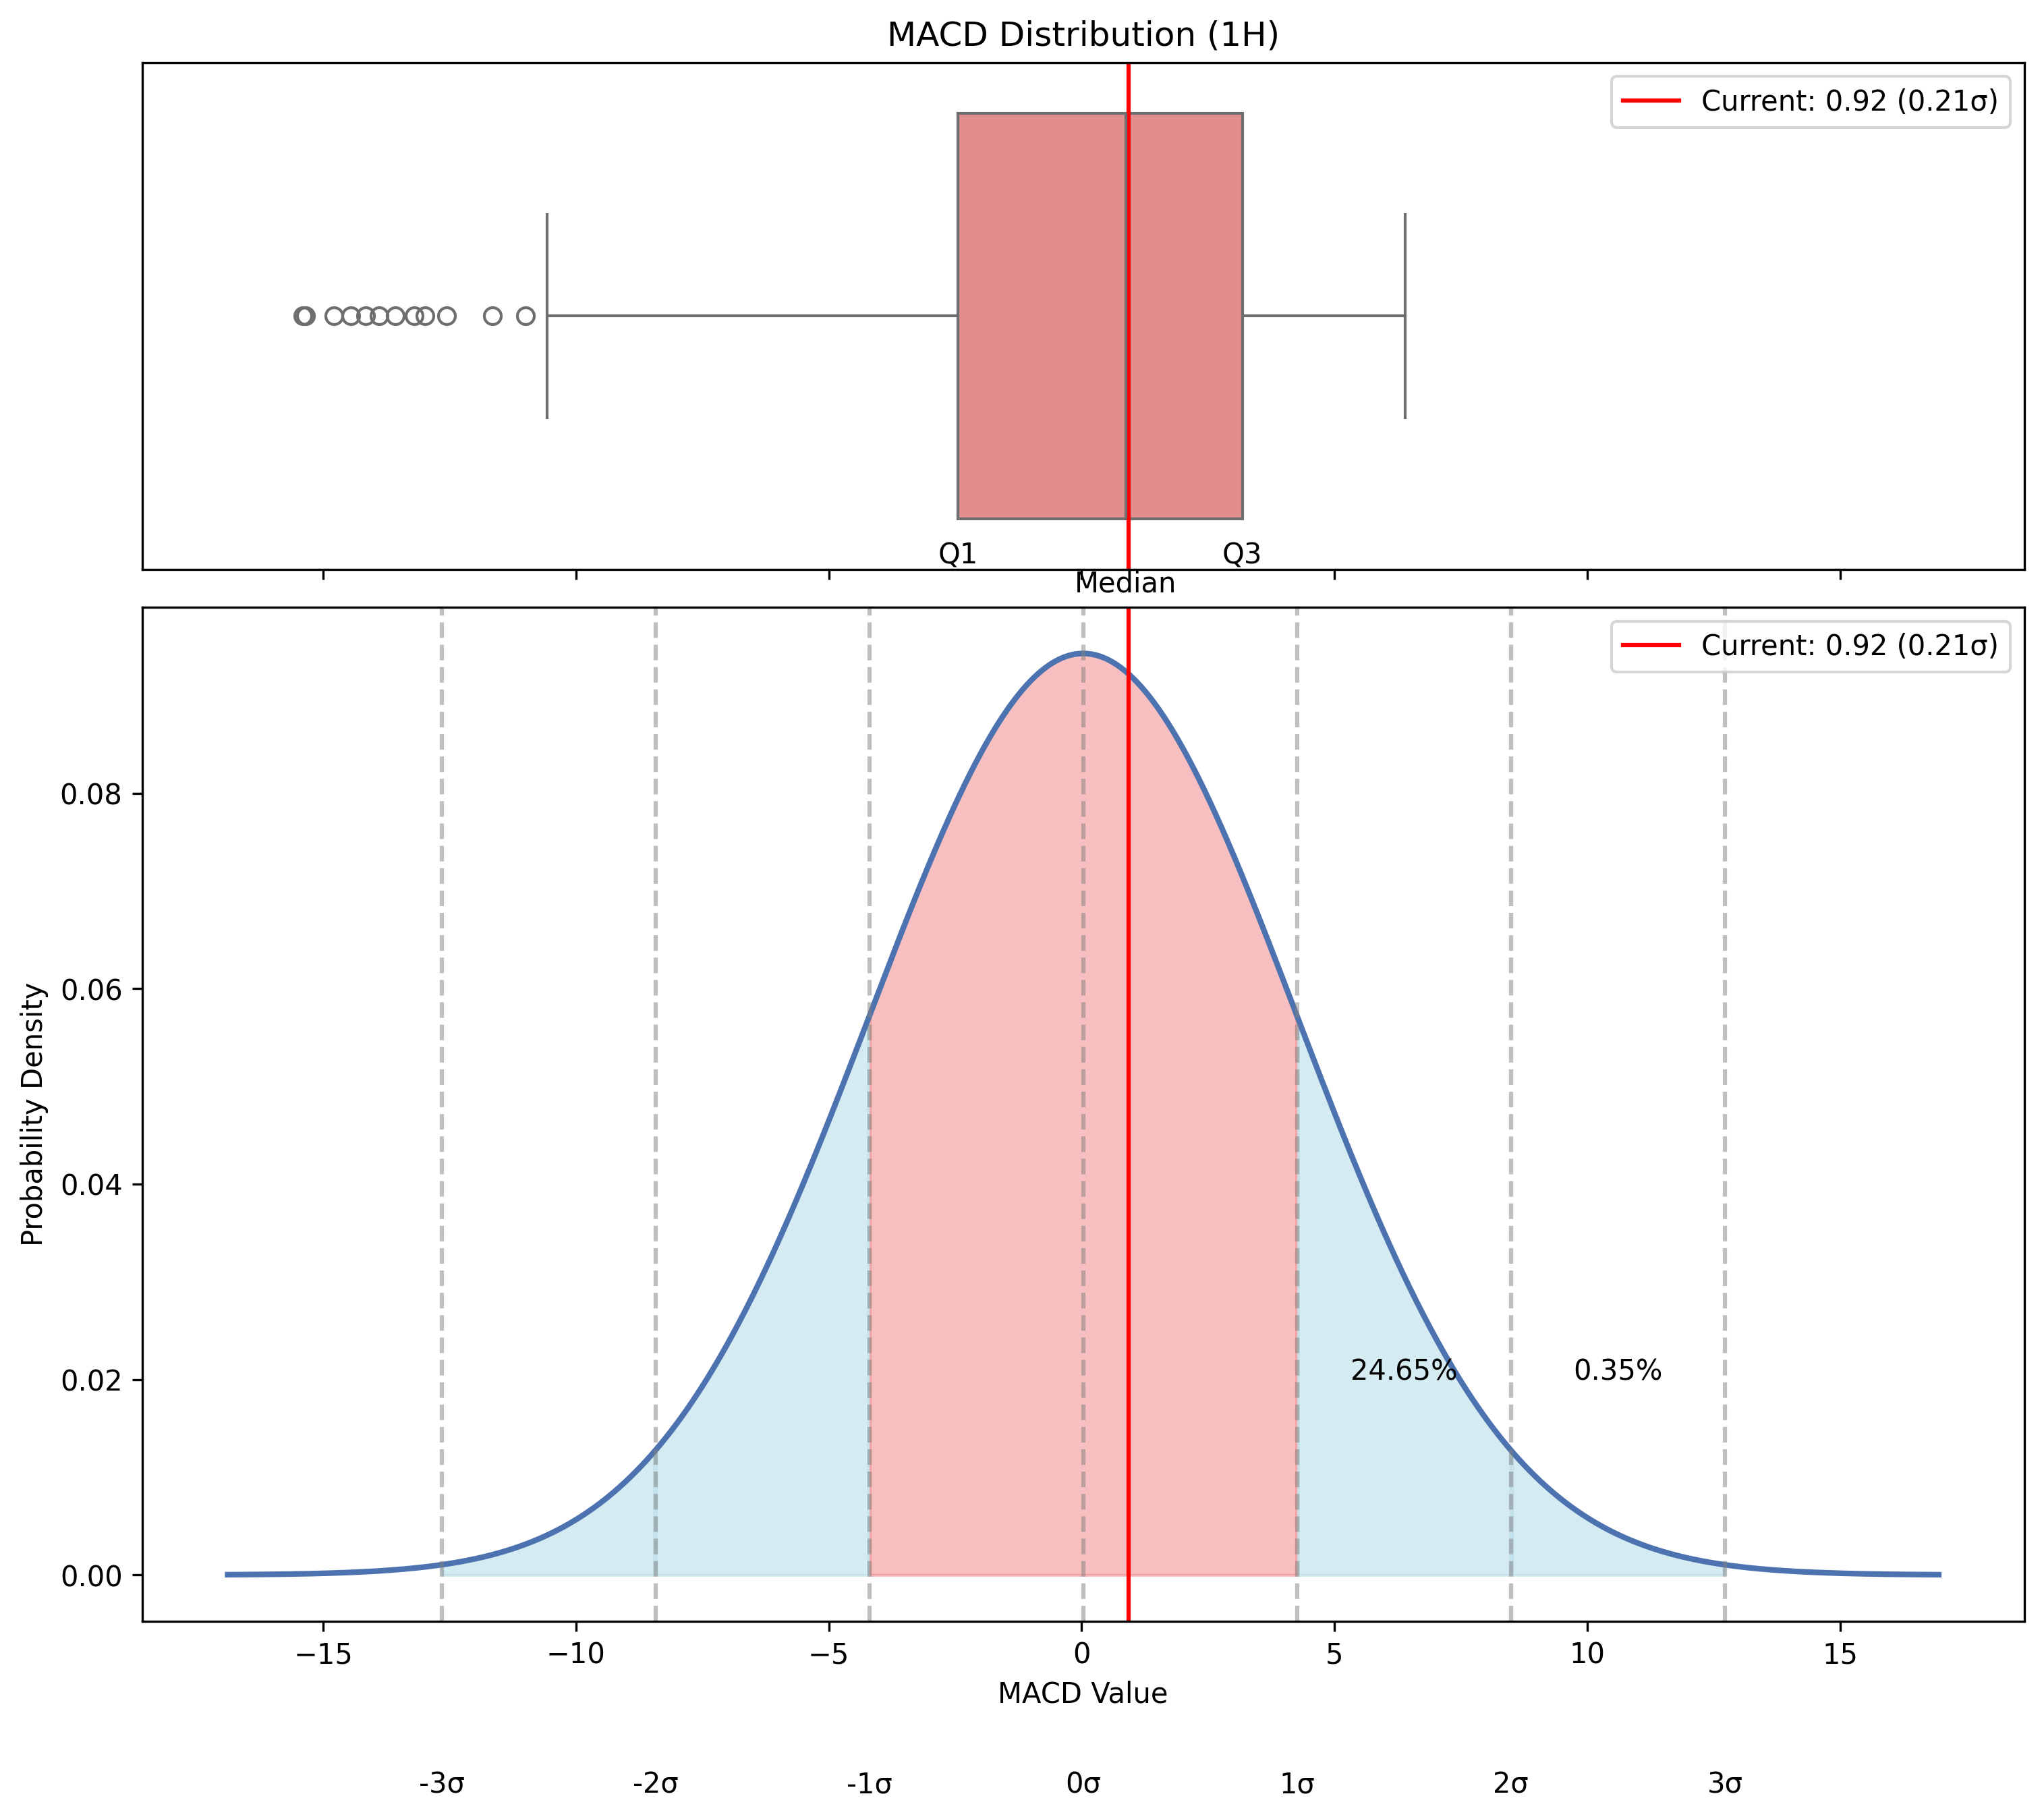 MACD Distribution (1H)
Current: 0.92 (0.21σ)
Q1
Q3
Median
Current: 0.92 (0.21σ)
0.08
0.06
0.04
0.02
0.00
Probability Density
24.65%
0.35%
−15
−10
−5
0
5
10
15
MACD Value
-3σ
-2σ
-1σ
0σ
1σ
2σ
3σ